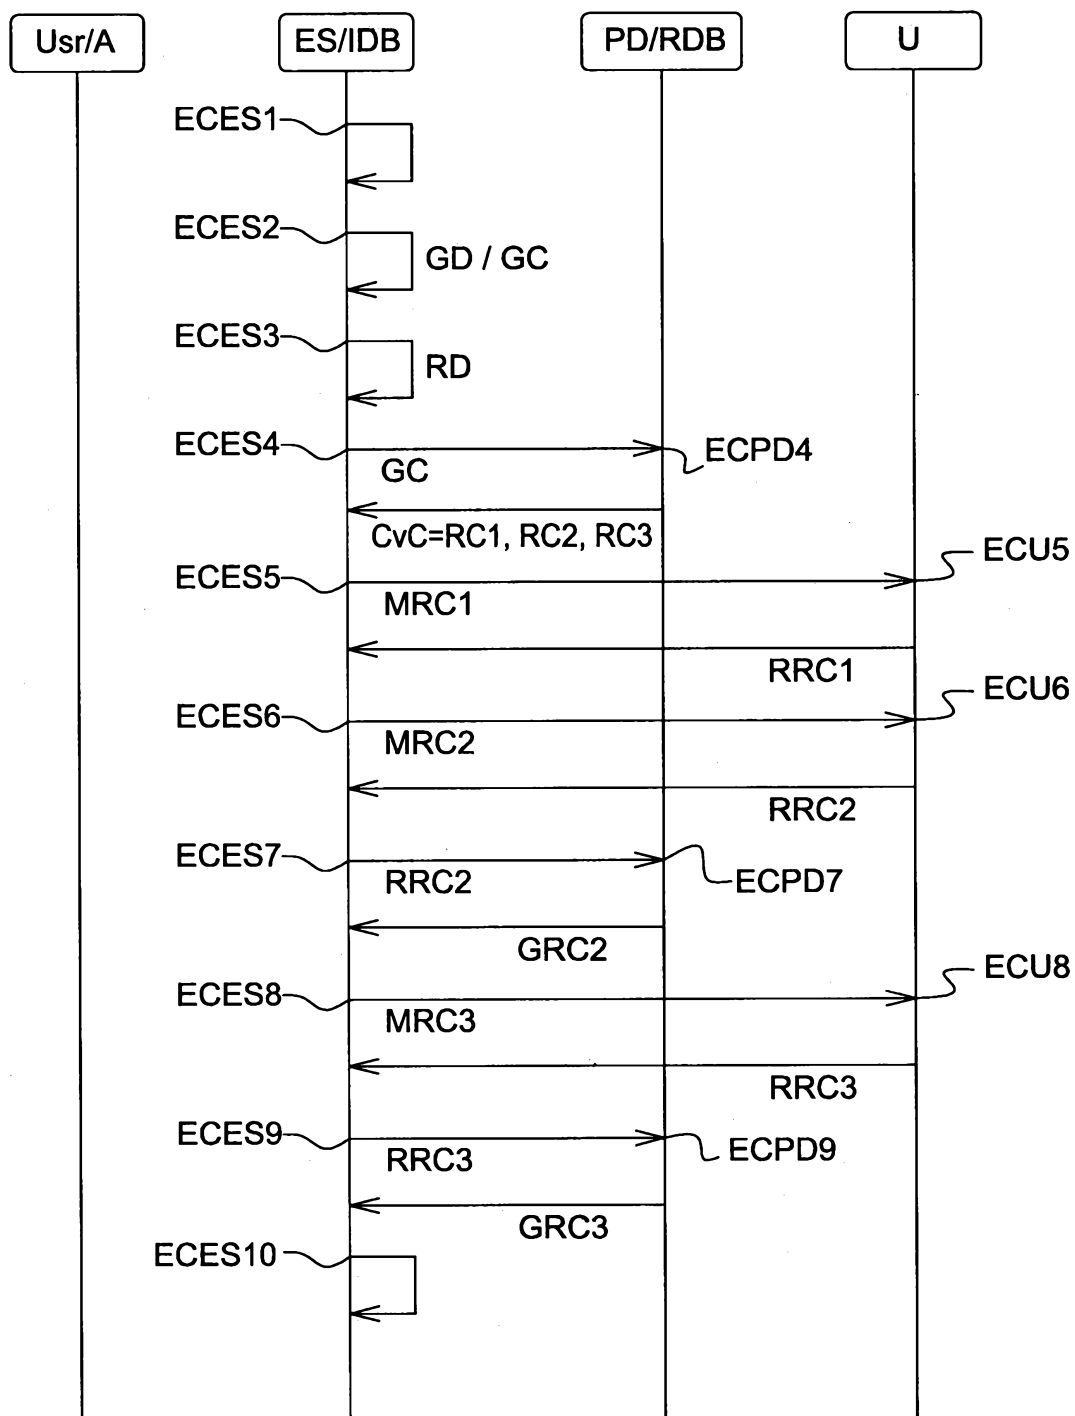 Usr/A
ES/IDB
PD/RDB
U
ECES1
ECES2
GD / GC
ECES3
RD
ECES4
ECPD4
GC
CvC=RC1, RC2, RC3
ECU5
ECES5
MRC1
RRC1
ECU6
ECES6
MRC2
RRC2
ECES7
RRC2
ECPD7
GRC2
ECU8
ECES8
MRC3
RRC3
ECES9
RRC3
ECPD9
GRC3
ECES10